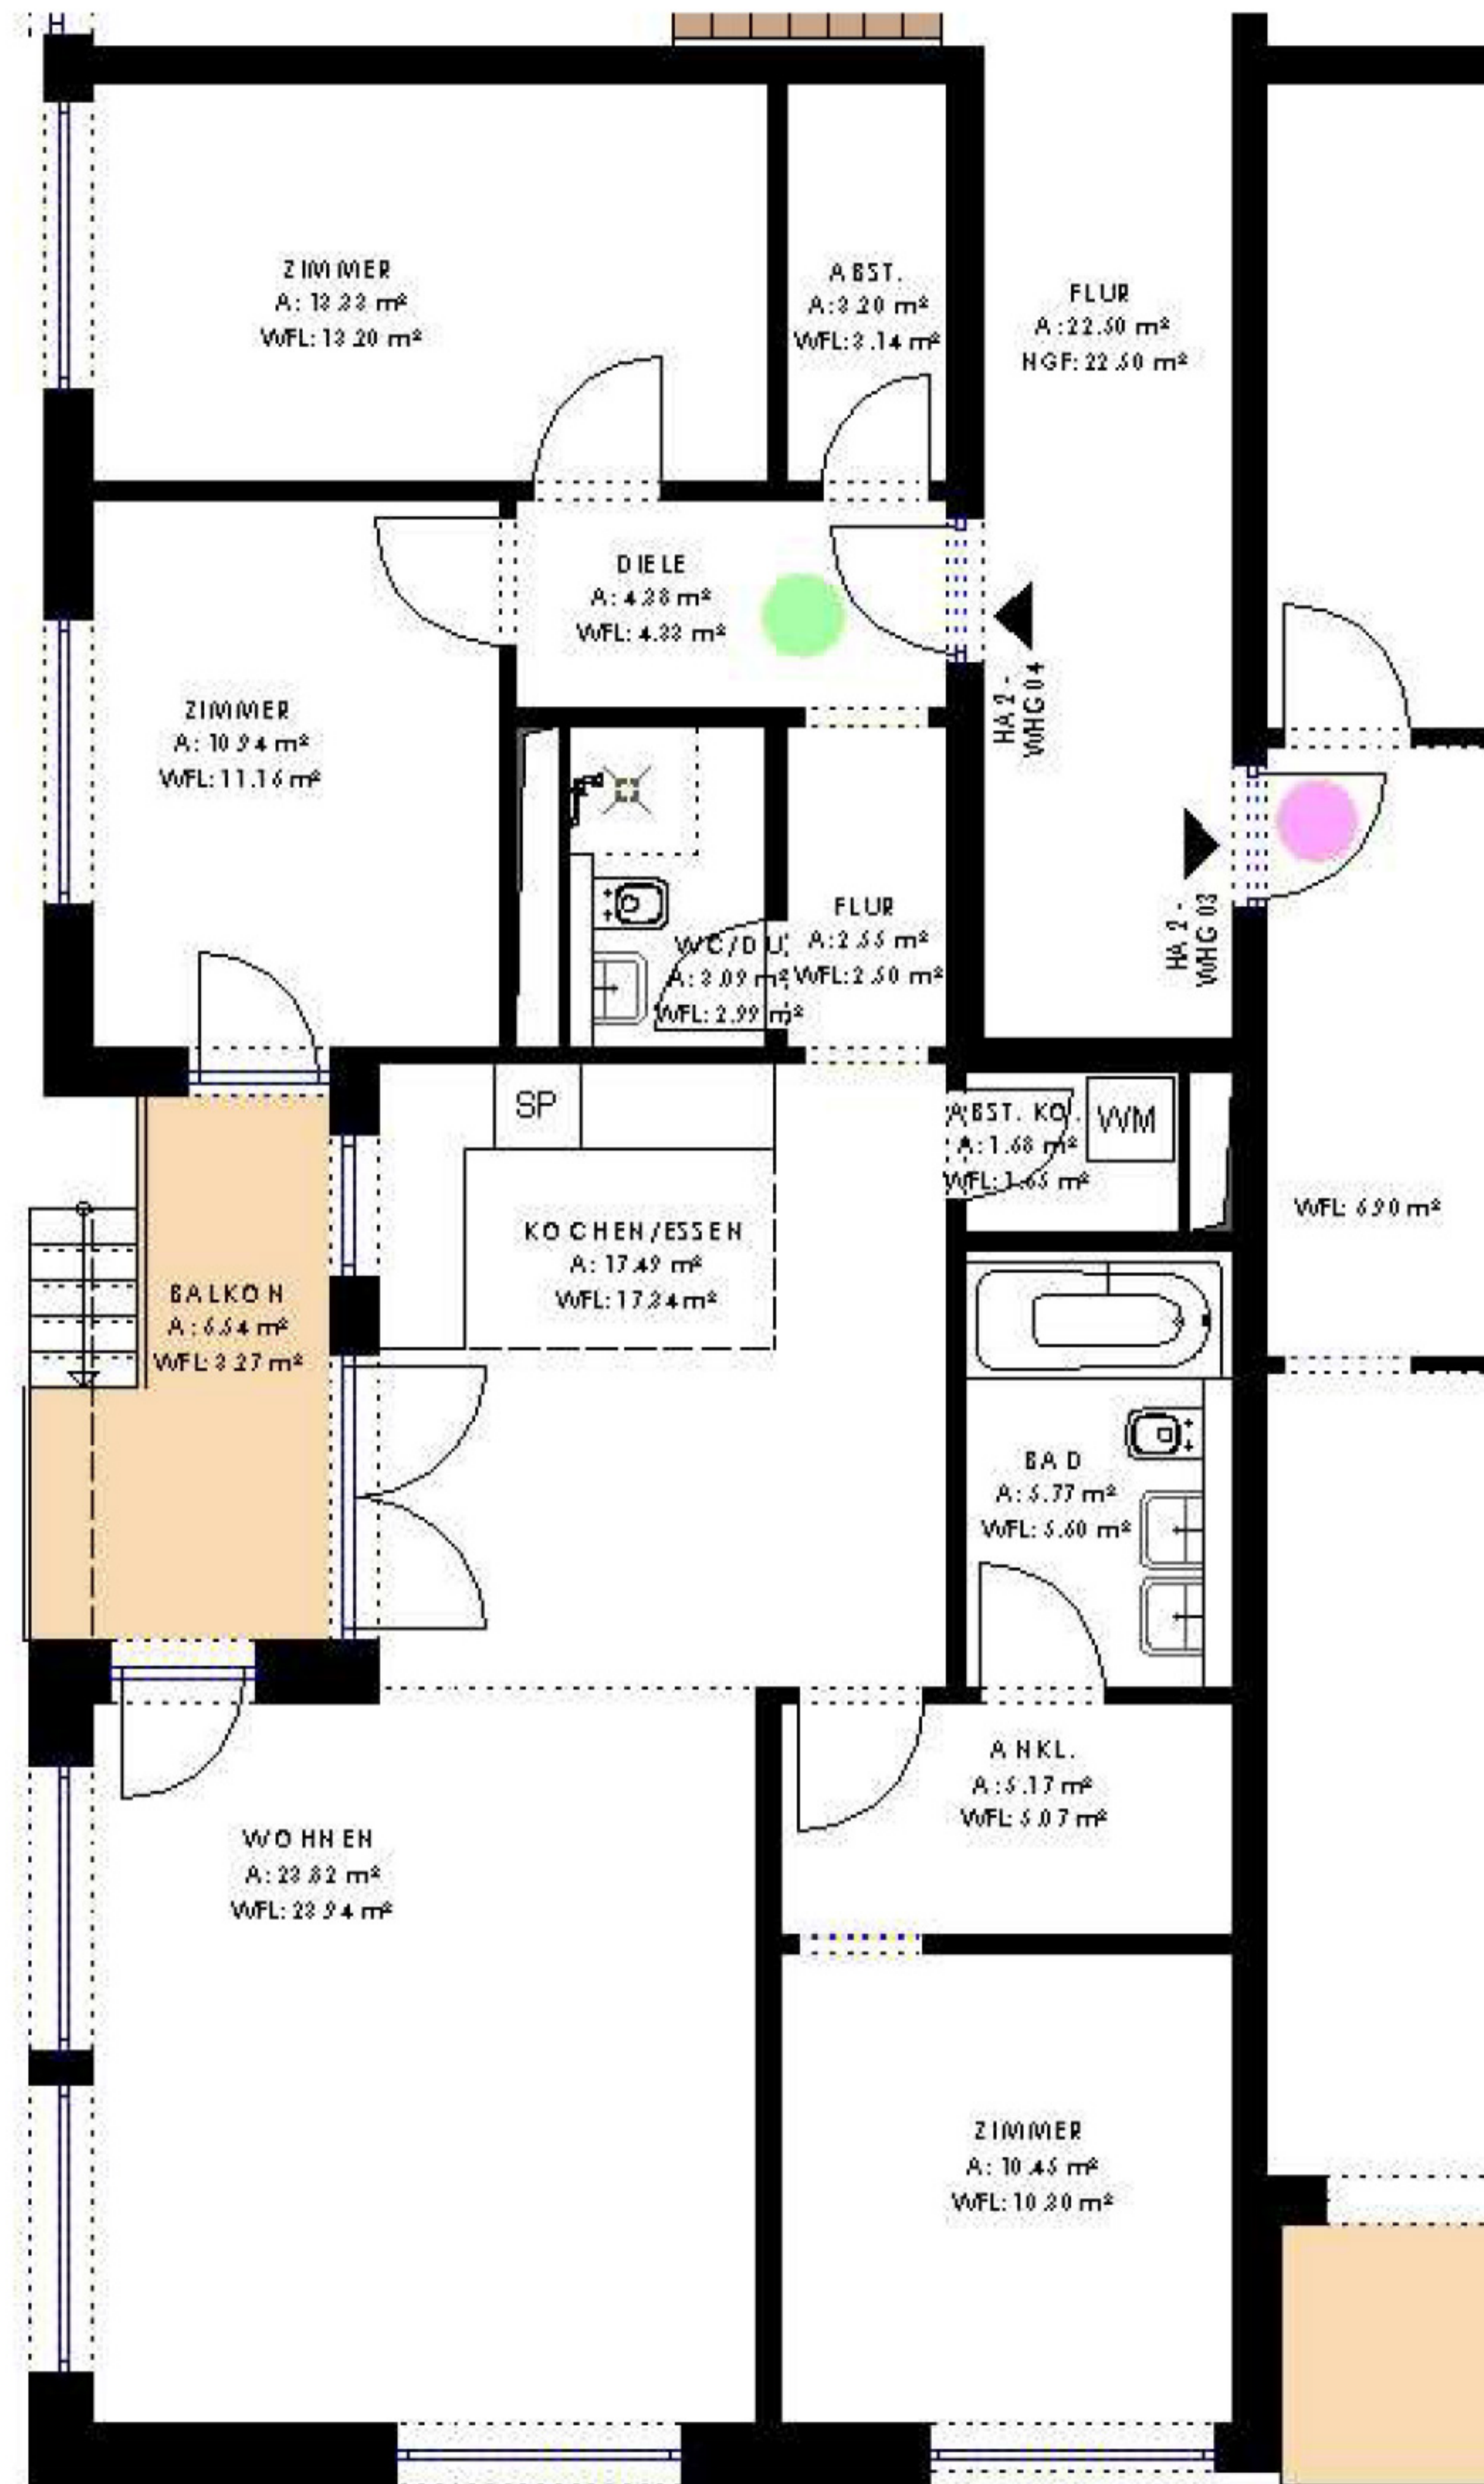 ZIMMER
A: 13.33 m²
WFL: 13.20 m²
ABST.
A: 3.20 m²
WFL: 3.14 m²
FLUR
A: 22.50 m²
NGF: 22.50 m²
DIELE
A: 4.38 m²
WFL: 4.33 m²
HA 2 -
WHG 04
ZIMMER
A: 10.94 m²
WFL: 11.16 m²
WC/DU
A: 3.09 m²
WFL: 2.99 m²
FLUR
A: 2.55 m²
WFL: 2.50 m²
HA 2 -
WHG 03
SP
ABST. KO.
A: 1.68 m²
WFL: 1.65 m²
WM
WFL: 6.90 m²
KOCHEN/ESSEN
A: 17.49 m²
WFL: 17.34 m²
BALKON
A: 6.54 m²
WFL: 3.27 m²
BAD
A: 5.77 m²
WFL: 5.60 m²
ANKL.
A: 5.17 m²
WFL: 5.07 m²
WOHNEN
A: 23.82 m²
WFL: 23.94 m²
ZIMMER
A: 10.45 m²
WFL: 10.30 m²